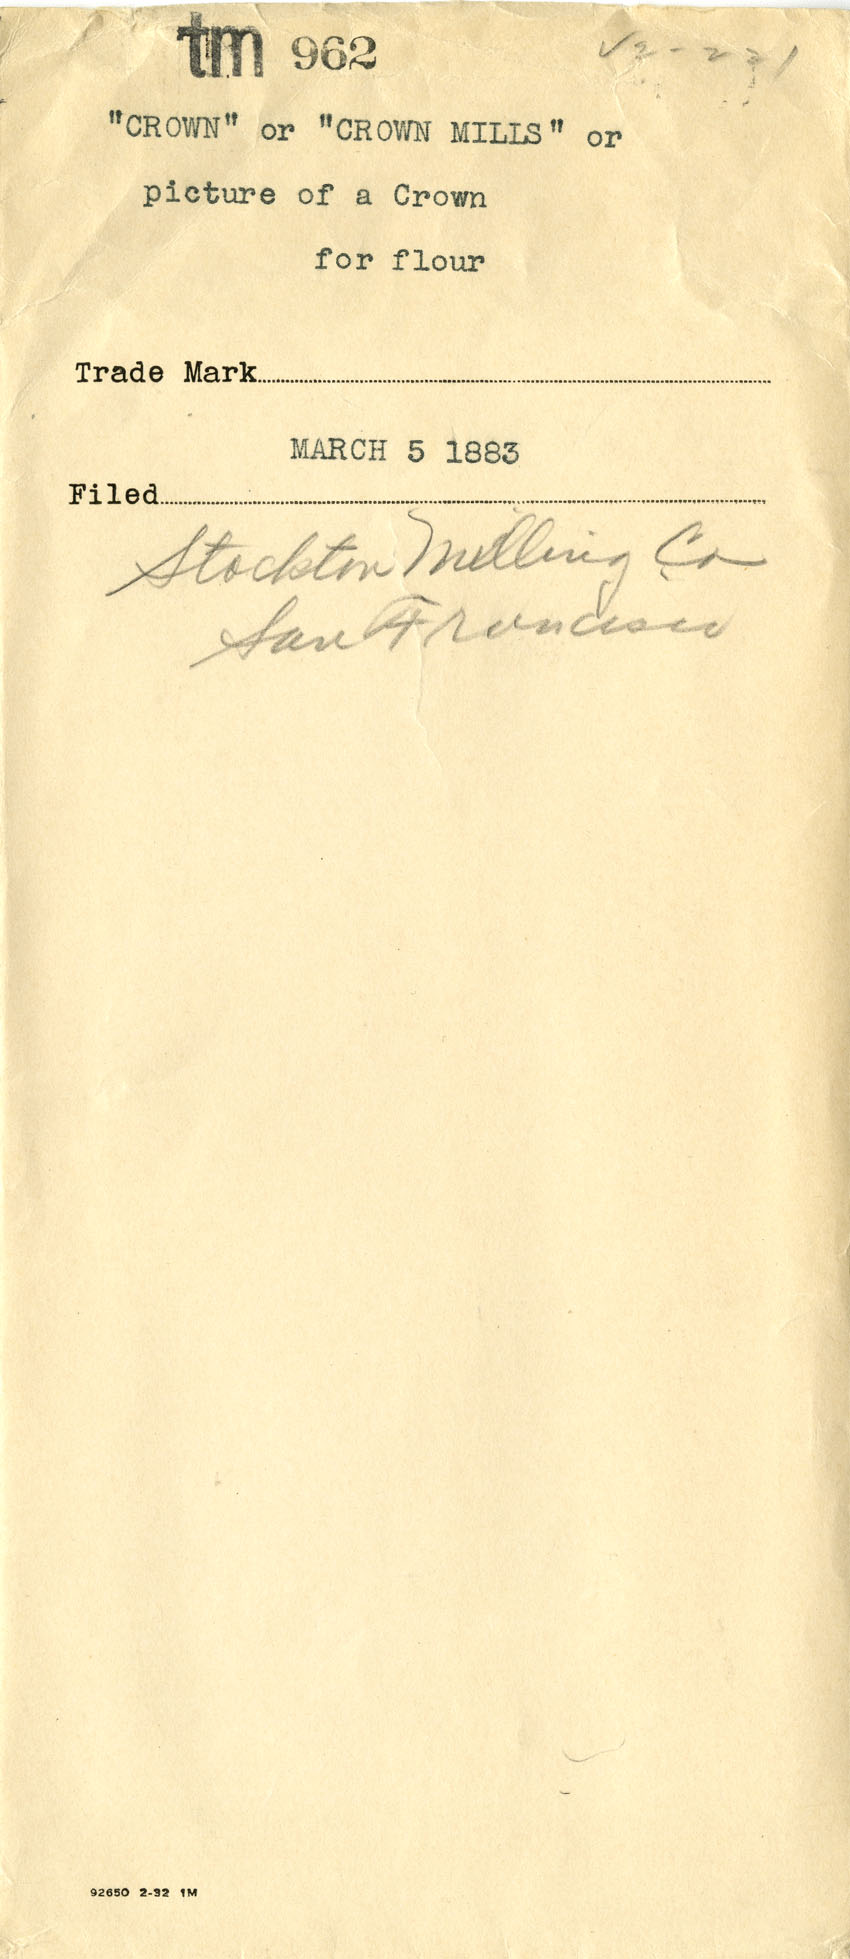 tm 962
"CROWN" or "CROWN MILLS" or
picture of a Crown
for flour
Trade Mark
MARCH 5 1883
Filed
Stockton Milling Co
San Francisco
92650 2-32 1M